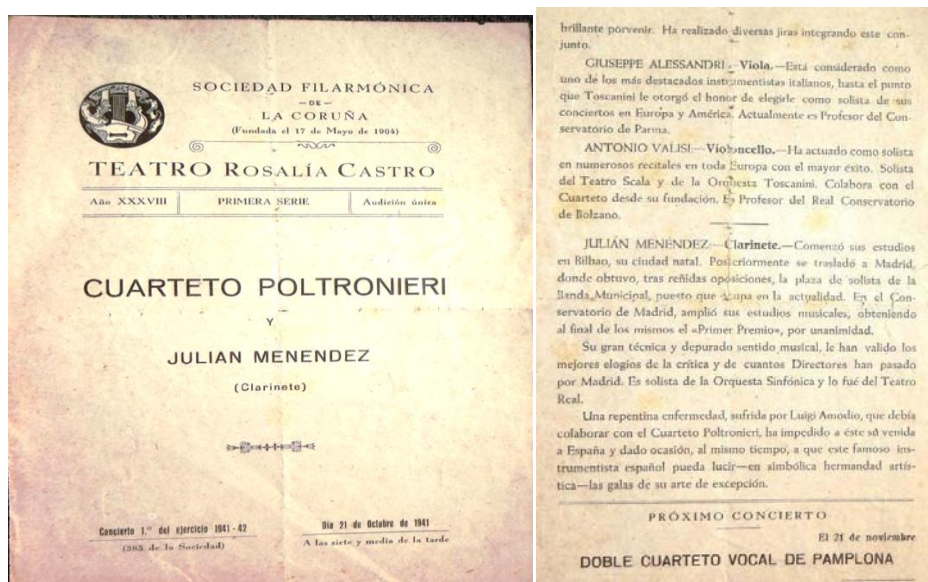 SOCIEDAD FILARMÓNICA
—DE—
LA CORUÑA
(Fundada el 17 de Mayo de 1904)
TEATRO ROSALÍA CASTRO
Año XXXVIII PRIMERA SERIE Audición única
CUARTETO POLTRONIERI
Y
JULIAN MENENDEZ
(Clarinete)
Concierto 1.º del ejercicio 1941-42
(385 de la Sociedad)
Día 21 de Octubre de 1941
A las siete y media de la tarde
brillante porvenir. Ha realizado diversas jiras integrando este con-
junto.
GIUSEPPE ALESSANDRI.-Viola.—Está considerado como
uno de los más destacados instrumentistas italianos, hasta el punto
que Toscanini le otorgó el honor de elegirle como solista de sus
conciertos en Europa y América. Actualmente es Profesor del Con-
servatorio de Parma.
ANTONIO VALISI.—Violoncello.—Ha actuado como solista
en numerosos recitales en toda Europa con el mayor éxito. Solista
del Teatro Scala y de la Orquesta Toscanini. Colabora con el
Cuarteto desde su fundación. Es Profesor del Real Conservatorio
de Bolzano.
JULIÁN MENÉNDEZ—Clarinete.—Comenzó sus estudios
en Bilbao, su ciudad natal. Posteriormente se trasladó a Madrid,
donde obtuvo, tras reñidas oposiciones, la plaza de solista de la
Banda Municipal, puesto que ocupa en la actualidad. En el Con-
servatorio de Madrid, amplió sus estudios musicales, obteniendo
al final de los mismos el «Primer Premio», por unanimidad.
Su gran técnica y depurado sentido musical, le han valido los
mejores elogios de la crítica y de cuantos Directores han pasado
por Madrid. Es solista de la Orquesta Sinfónica y lo fué del Teatro
Real.
Una repentina enfermedad, sufrida por Luigi Amodio, que debía
colaborar con el Cuarteto Poltronieri, ha impedido a éste su venida
a España y dado ocasión, al mismo tiempo, a que este famoso ins-
trumentista español pueda lucir—en simbólica hermandad artís-
tica—las galas de su arte de excepción.
PRÓXIMO CONCIERTO
El 21 de noviembre
DOBLE CUARTETO VOCAL DE PAMPLONA